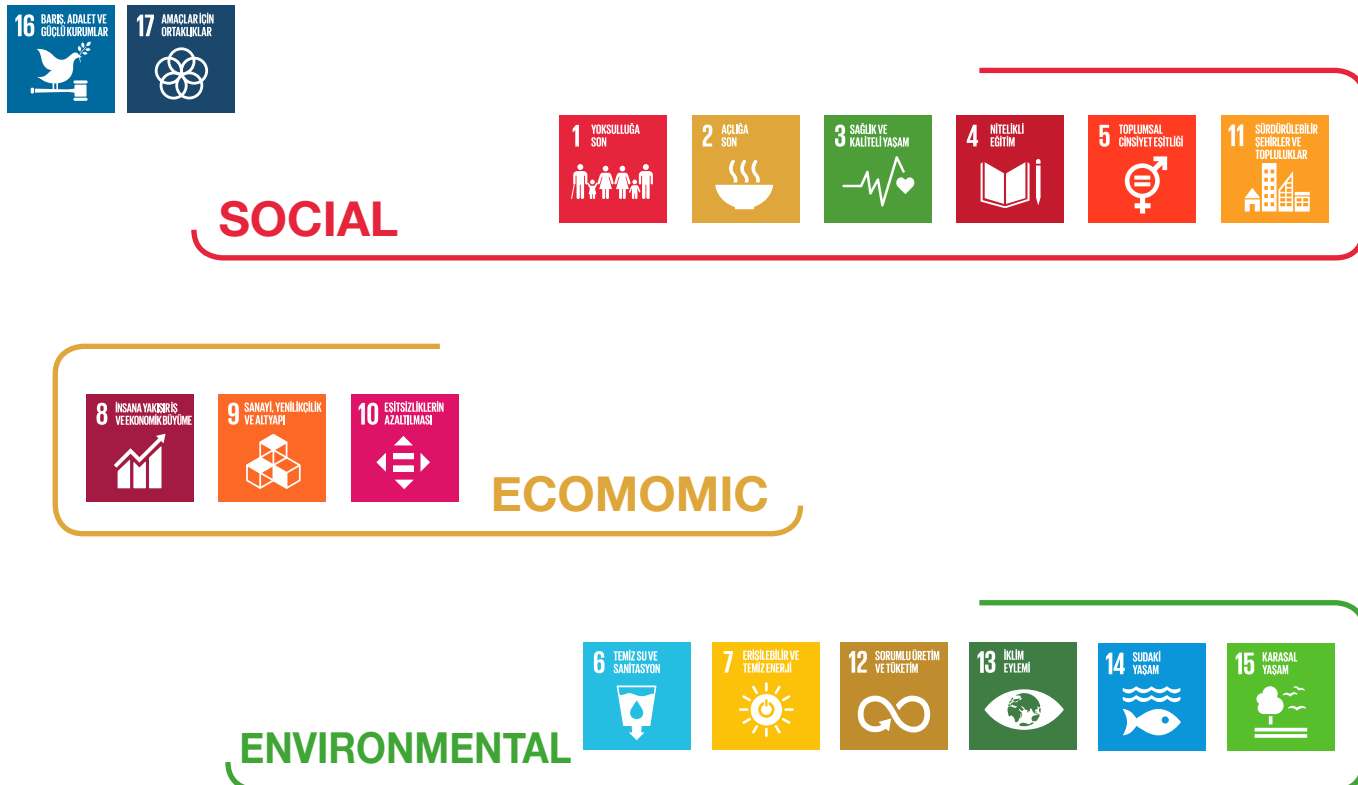 16 BARIŞ, ADALET VE
GÜÇLÜ KURUMLAR
17 AMAÇLAR İÇİN
ORTAKLIKLAR
1 YOKSULLUĞA
SON
2 AÇLIĞA
SON
3 SAĞLIK VE
KALİTELİ YAŞAM
4 NİTELİKLİ
EĞİTİM
5 TOPLUMSAL
CİNSİYET EŞİTLİĞİ
11 SÜRDÜRÜLEBİLİR
ŞEHİRLER VE
TOPLULUKLAR
SOCIAL
8 İNSANA YAKIŞIR İŞ
VE EKONOMİK BÜYÜME
9 SANAYİ, YENİLİKÇİLİK
VE ALTYAPI
10 EŞİTSİZLİKLERİN
AZALTILMASI
ECOMOMIC
6 TEMİZ SU VE
SANİTASYON
7 ERİŞİLEBİLİR VE
TEMİZ ENERJİ
12 SORUMLU ÜRETİM
VE TÜKETİM
13 İKLİM
EYLEMİ
14 SUDAKİ
YAŞAM
15 KARASAL
YAŞAM
ENVIRONMENTAL